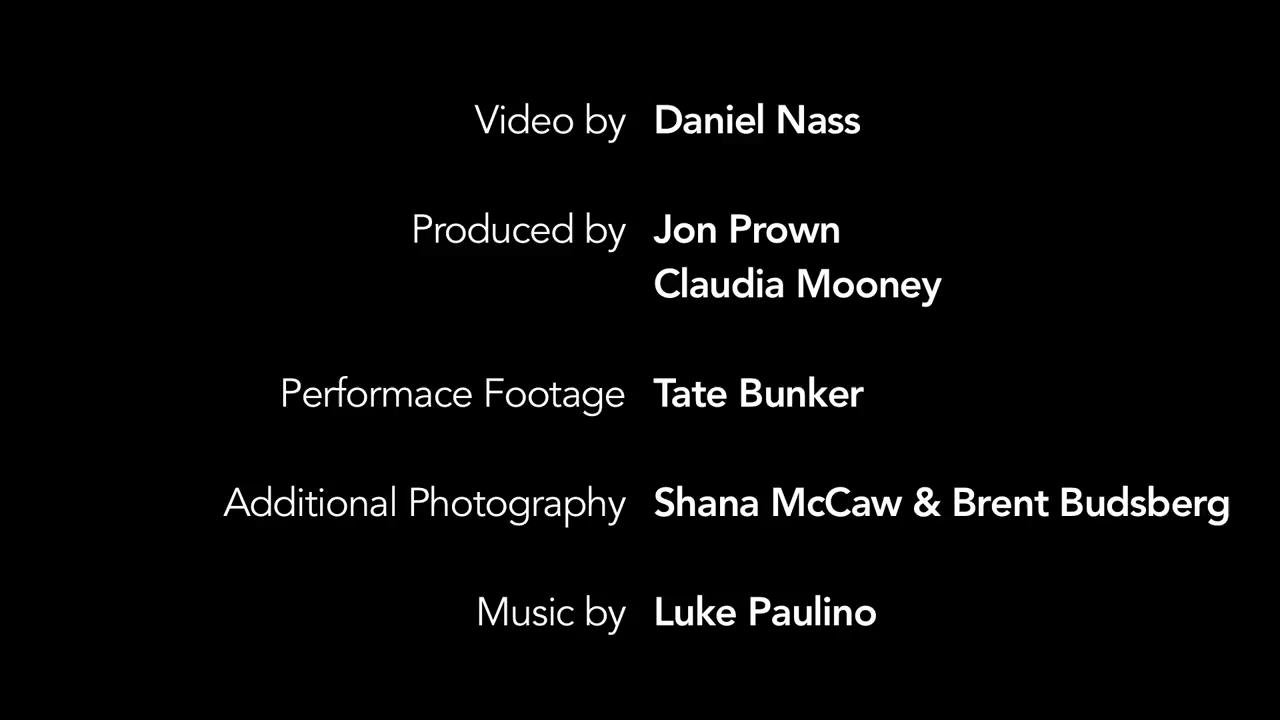 Video by Daniel Nass
Produced by Jon Prown
Claudia Mooney
Performace Footage Tate Bunker
Additional Photography Shana McCaw & Brent Budsberg
Music by Luke Paulino